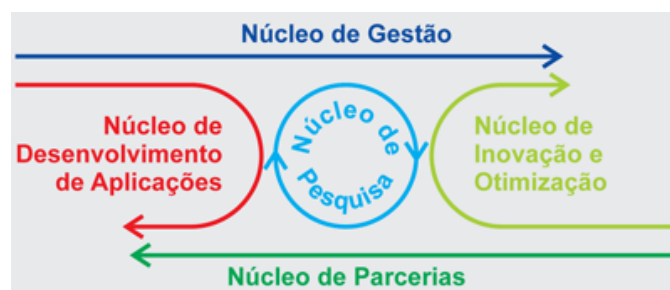 Núcleo de Gestão
Núcleo de
Desenvolvimento
de Aplicações
Núcleo de
Pesquisa
Núcleo de
Inovação e
Otimização
Núcleo de Parcerias